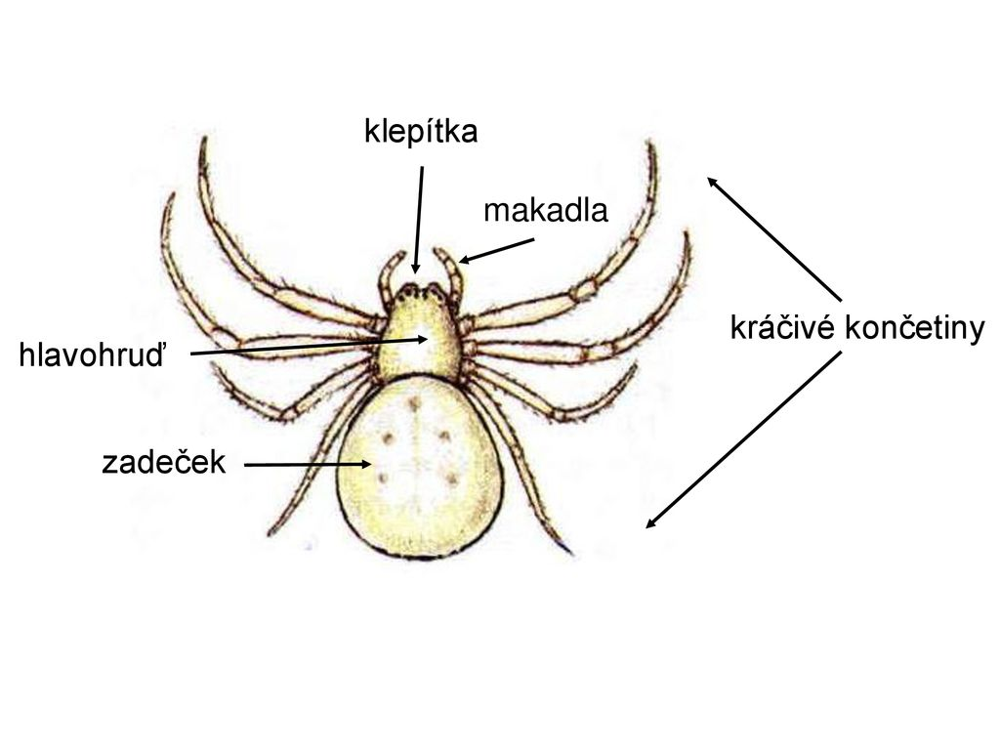 klepítka
makadla
kráčivé končetiny
hlavohruď
zadeček